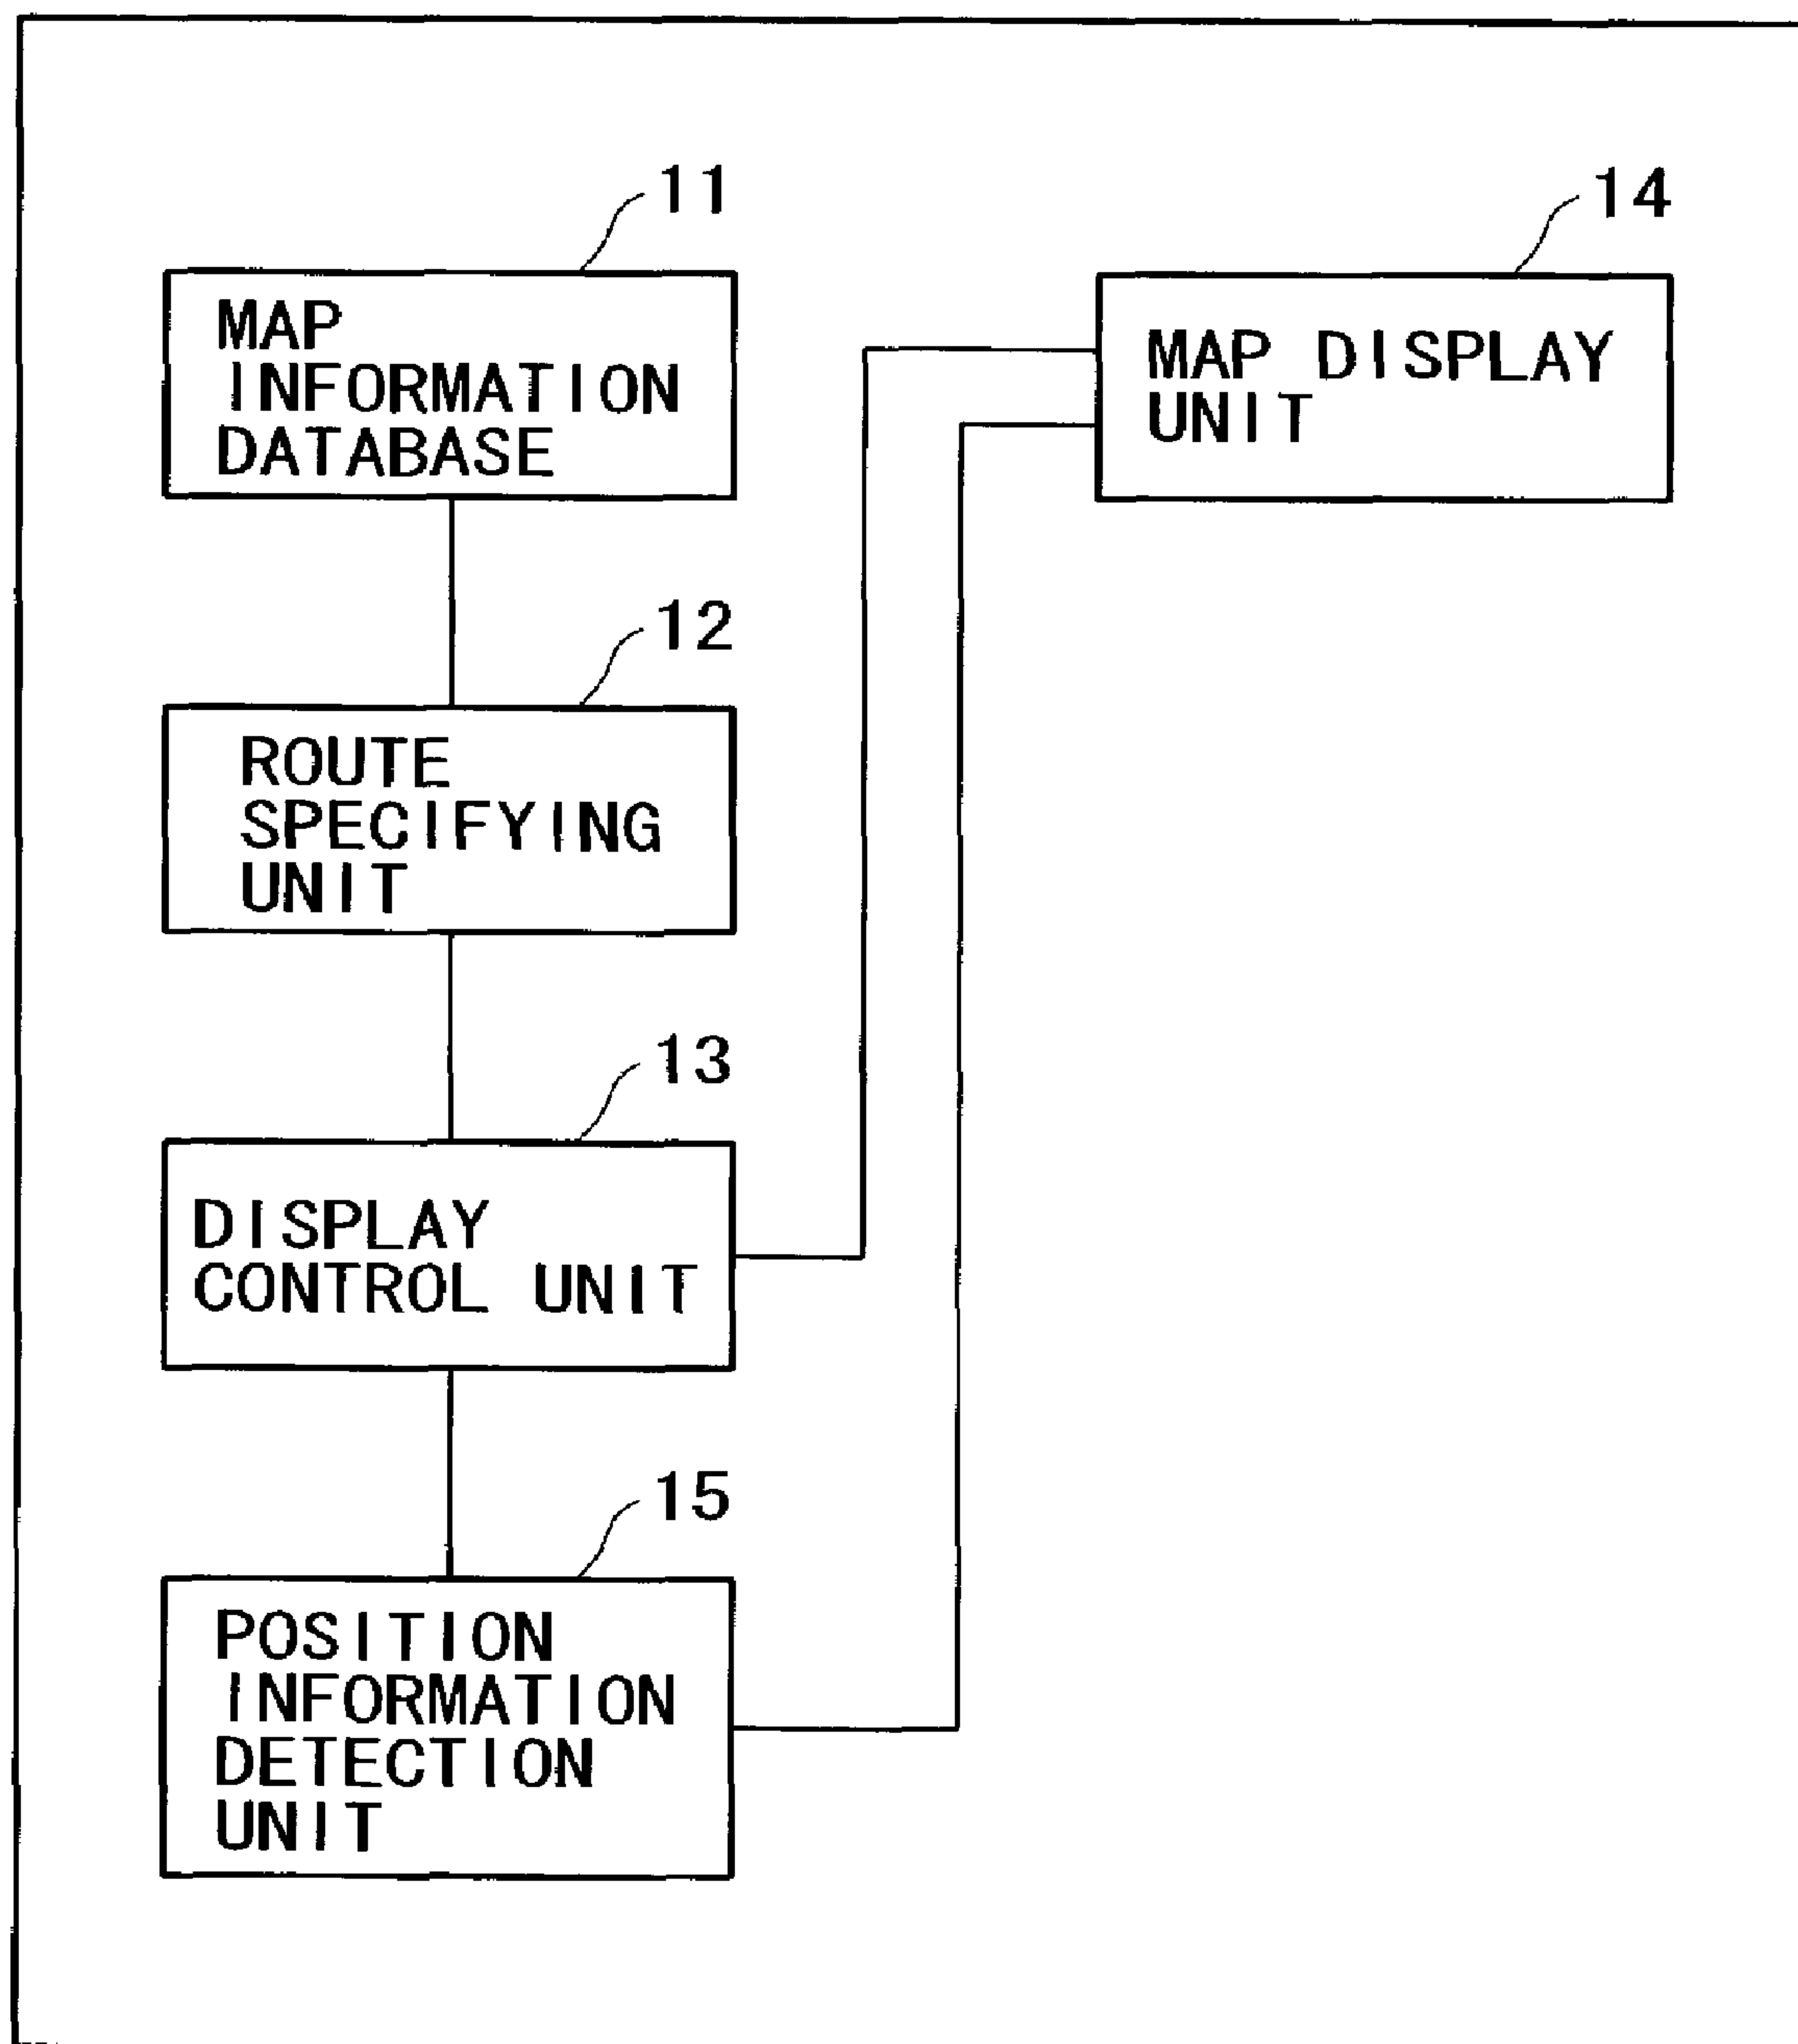 11
MAP
INFORMATION
DATABASE
14
MAP DISPLAY
UNIT
12
ROUTE
SPECIFYING
UNIT
13
DISPLAY
CONTROL UNIT
15
POSITION
INFORMATION
DETECTION
UNIT